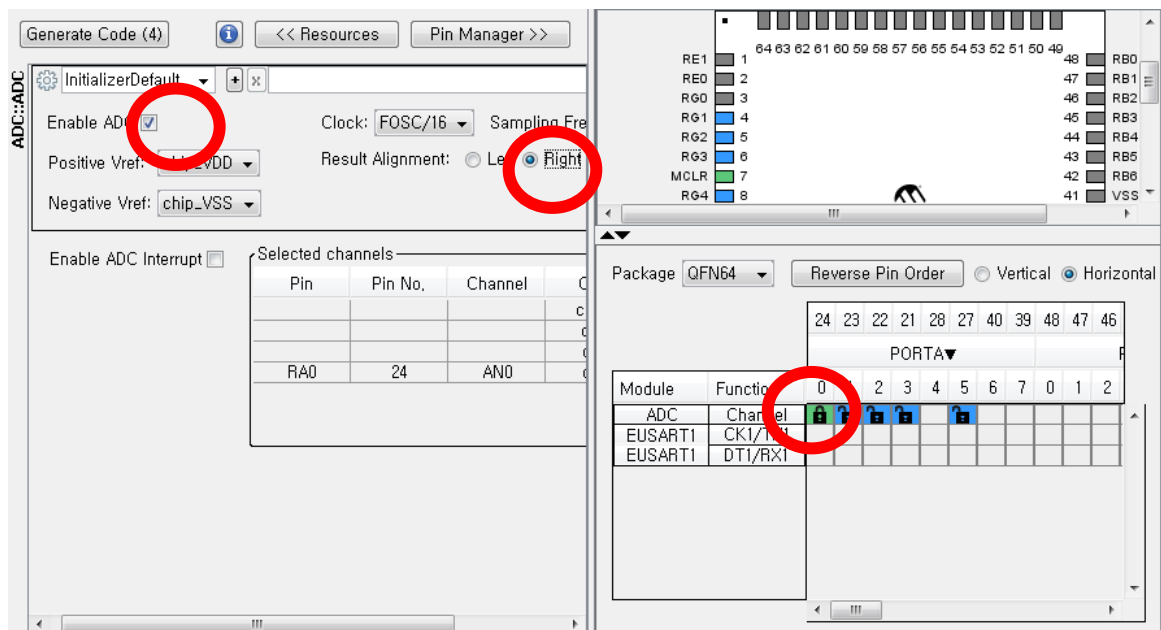 Generate Code (4)
<< Resources
Pin Manager >>
ADC::ADC
InitializerDefault
Enable AD
Clock: FOSC/16
Sampling Fre
Positive Vref:
VDD
Result Alignment:
Right
Negative Vref: chip_VSS
Enable ADC Interrupt
Selected channels
Pin Pin No. Channel
RA0 24 AN0
64 63 62 61 60 59 58 57 56 55 54 53 52 51 50 49
RE1 1 48 RB0
RE0 2 47 RB1
RG0 3 46 RB2
RG1 4 45 RB3
RG2 5 44 RB4
RG3 6 43 RB5
MCLR 7 42 RB6
RG4 8 41 VSS
Package QFN64 Reverse Pin Order Vertical Horizontal
24 23 22 21 28 27 40 39 48 47 46
PORTA▼
Module 0 2 3 4 5 6 7 0 1 2
ADC
EUSART1
EUSART1 DT1/RX1